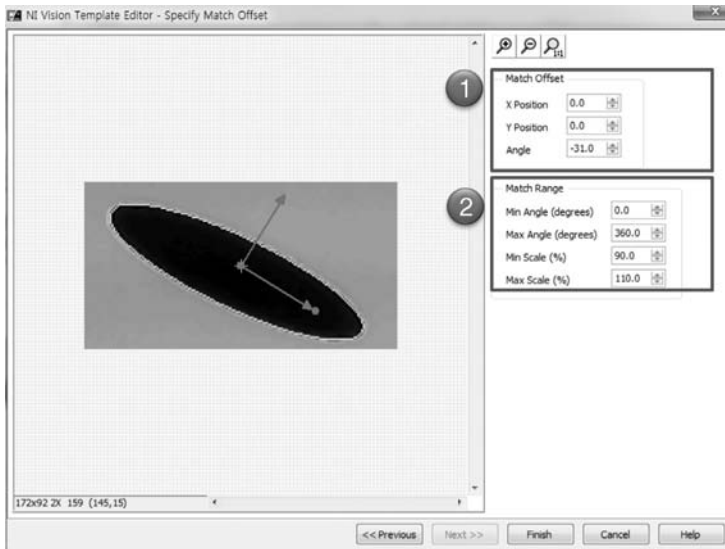 NI Vision Template Editor - Specify Match Offset
1
Match Offset
X Position 0.0
Y Position 0.0
Angle -31.0
2
Match Range
Min Angle (degrees) 0.0
Max Angle (degrees) 360.0
Min Scale (%) 90.0
Max Scale (%) 110.0
172x92 2X 159 (145,15)
<< Previous Next >> Finish Cancel Help